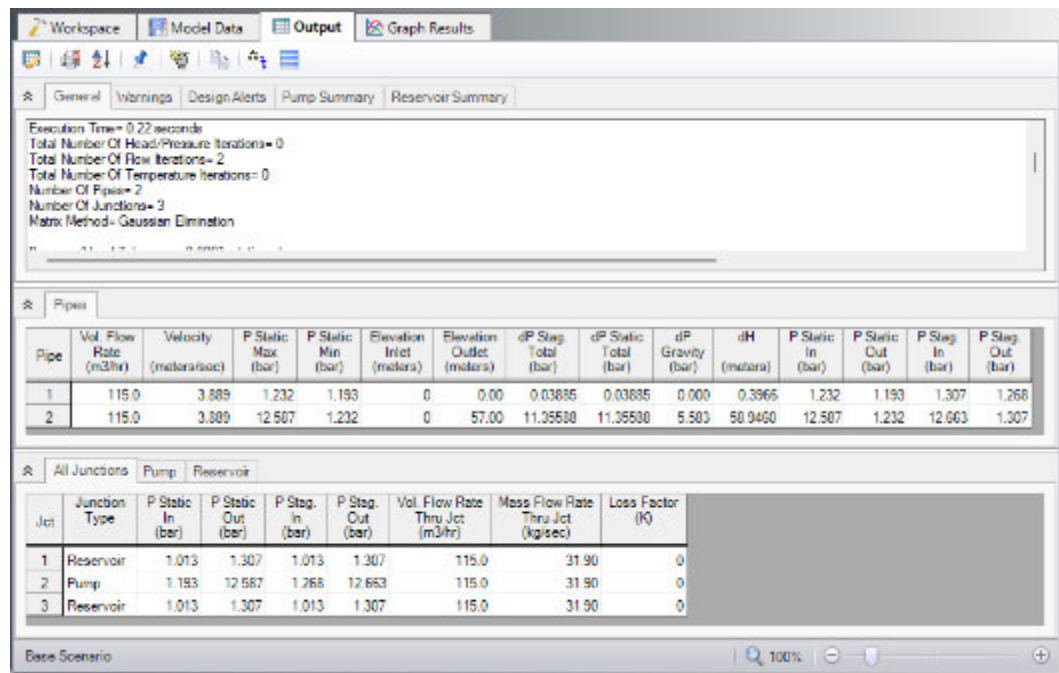 Workspace Model Data Output Graph Results
General Warnings Design Alerts Pump Summary Reservoir Summary
Execution Time= 0.22 seconds
Total Number Of Head/Pressure Iterations= 0
Total Number Of Flow Iterations= 2
Total Number Of Temperature Iterations= 0
Number Of Pipes= 2
Number Of Junctions= 3
Matrix Method= Gaussian Elimination
Pipes
Pipe Vol. Flow Rate (m3/hr) Velocity (meters/sec) P Static Max (bar) P Static Min (bar) Elevation Inlet (meters) Elevation Outlet (meters) dP Stag. Total (bar) dP Static Total (bar) dP Gravity (bar) dH (meters) P Static In (bar) P Static Out (bar) P Stag. In (bar) P Stag. Out (bar)
1 115.0 3.889 1.232 1.193 0 0.00 0.03885 0.03885 0.000 0.3966 1.232 1.193 1.307 1.268
2 115.0 3.889 12.587 1.232 0 57.00 11.35588 11.35588 5.583 58.9460 12.587 1.232 12.663 1.307
All Junctions Pump Reservoir
Jct Junction Type P Static In (bar) P Static Out (bar) P Stag. In (bar) P Stag. Out (bar) Vol. Flow Rate Thru Jct (m3/hr) Mass Flow Rate Thru Jct (kg/sec) Loss Factor (K)
1 Reservoir 1.013 1.307 1.013 1.307 115.0 31.90 0
2 Pump 1.193 12.587 1.268 12.663 115.0 31.90 0
3 Reservoir 1.013 1.307 1.013 1.307 115.0 31.90 0
Base Scenario 100%